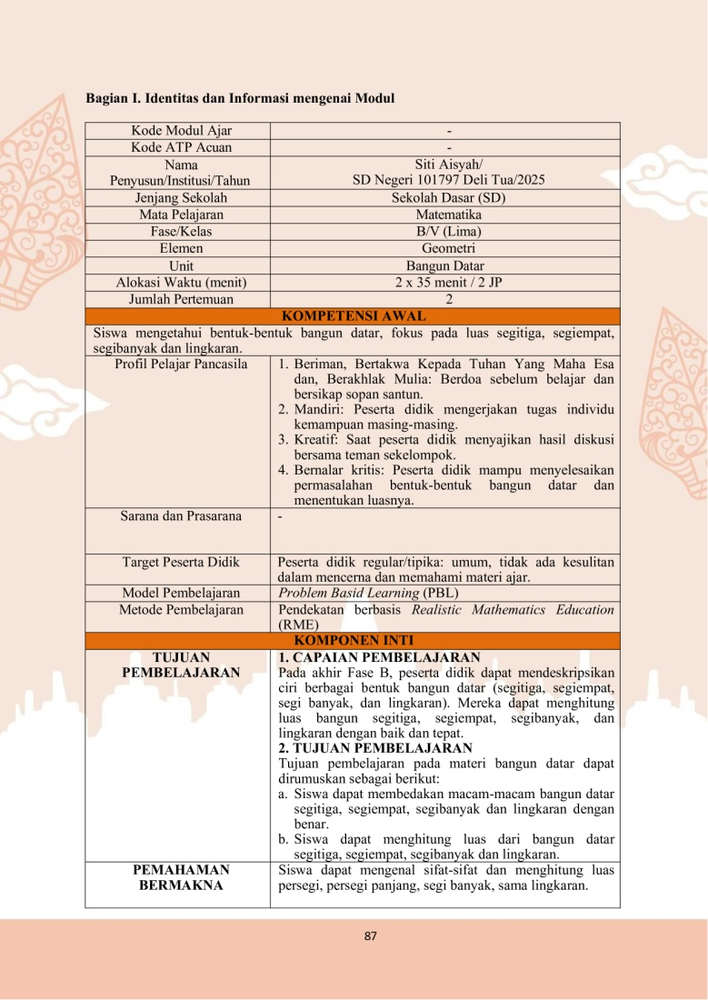 Bagian I. Identitas dan Informasi mengenai Modul
Kode Modul Ajar -
Kode ATP Acuan -
Nama Siti Aisyah/
Penyusun/Institusi/Tahun SD Negeri 101797 Deli Tua/2025
Jenjang Sekolah Sekolah Dasar (SD)
Mata Pelajaran Matematika
Fase/Kelas B/V (Lima)
Elemen Geometri
Unit Bangun Datar
Alokasi Waktu (menit) 2 x 35 menit / 2 JP
Jumlah Pertemuan 2
KOMPETENSI AWAL
Siswa mengetahui bentuk-bentuk bangun datar, fokus pada luas segitiga, segiempat,
segibanyak dan lingkaran.
Profil Pelajar Pancasila 1. Beriman, Bertakwa Kepada Tuhan Yang Maha Esa
dan, Berakhlak Mulia: Berdoa sebelum belajar dan
bersikap sopan santun.
2. Mandiri: Peserta didik mengerjakan tugas individu
kemampuan masing-masing.
3. Kreatif: Saat peserta didik menyajikan hasil diskusi
bersama teman sekelompok.
4. Bernalar kritis: Peserta didik mampu menyelesaikan
permasalahan bentuk-bentuk bangun datar dan
menentukan luasnya.
Sarana dan Prasarana -
Target Peserta Didik Peserta didik regular/tipika: umum, tidak ada kesulitan
dalam mencerna dan memahami materi ajar.
Model Pembelajaran Problem Basid Learning (PBL)
Metode Pembelajaran Pendekatan berbasis Realistic Mathematics Education
(RME)
KOMPONEN INTI
TUJUAN 1. CAPAIAN PEMBELAJARAN
PEMBELAJARAN Pada akhir Fase B, peserta didik dapat mendeskripsikan
ciri berbagai bentuk bangun datar (segitiga, segiempat,
segi banyak, dan lingkaran). Mereka dapat menghitung
luas bangun segitiga, segiempat, segibanyak, dan
lingkaran dengan baik dan tepat.
2. TUJUAN PEMBELAJARAN
Tujuan pembelajaran pada materi bangun datar dapat
dirumuskan sebagai berikut:
a. Siswa dapat membedakan macam-macam bangun datar
segitiga, segiempat, segibanyak dan lingkaran dengan
benar.
b. Siswa dapat menghitung luas dari bangun datar
segitiga, segiempat, segibanyak dan lingkaran.
PEMAHAMAN Siswa dapat mengenal sifat-sifat dan menghitung luas
BERMAKNA persegi, persegi panjang, segi banyak, sama lingkaran.
87